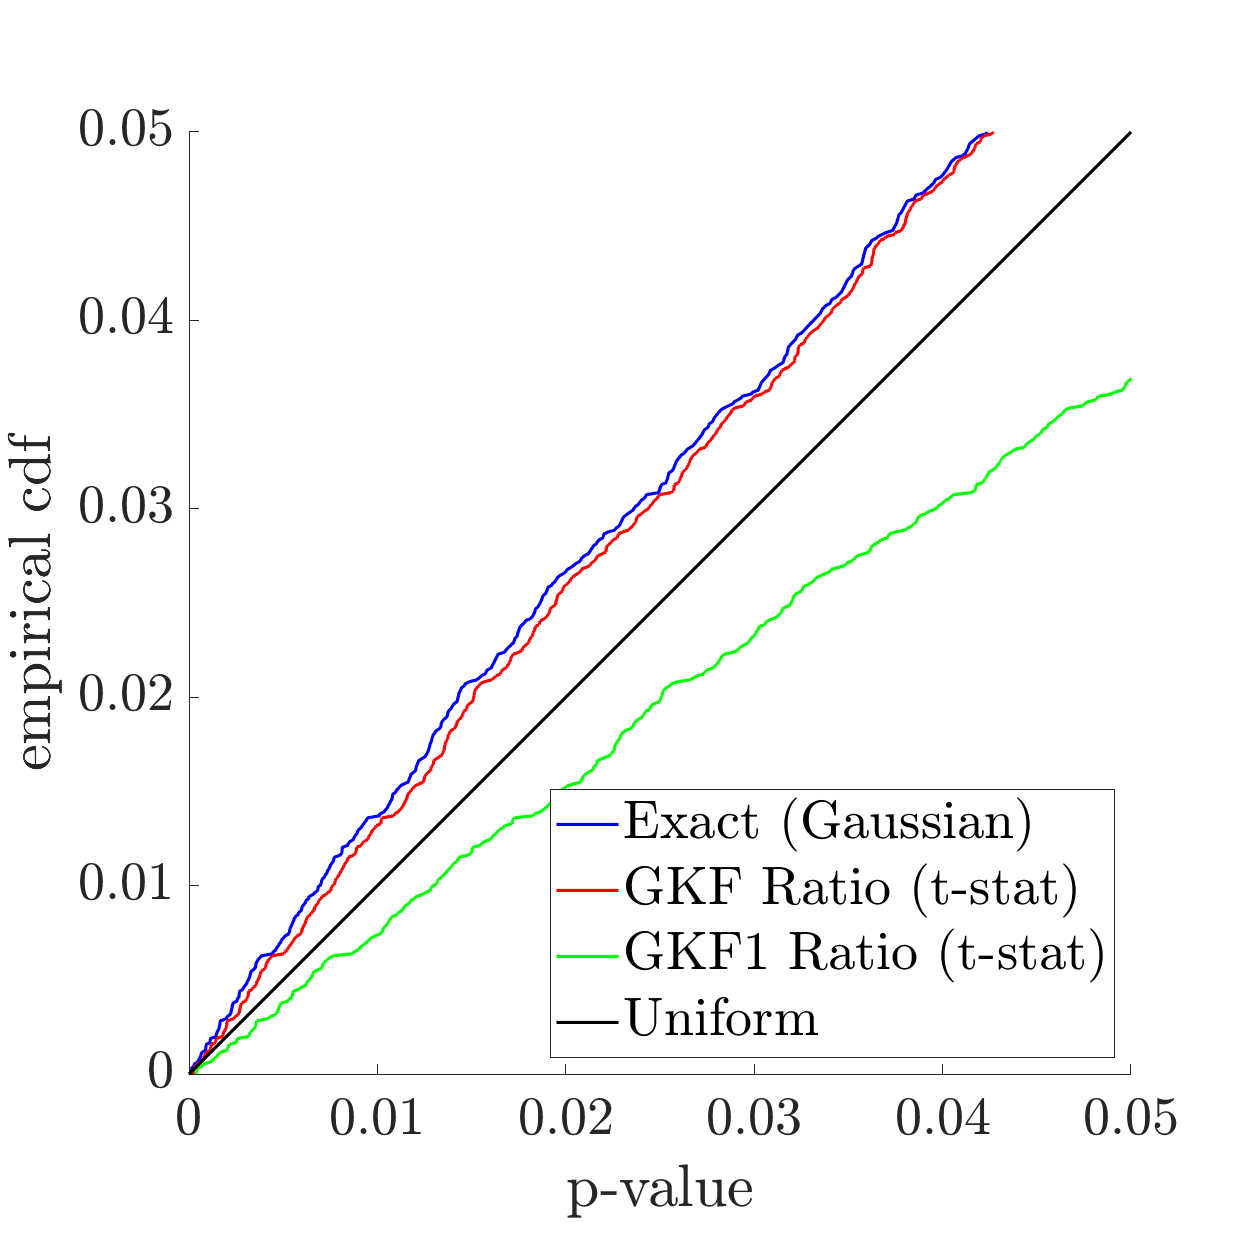 0.05
0.04
0.03
0.02
0.01
0
empirical cdf
Exact (Gaussian)
GKF Ratio (t-stat)
GKF1 Ratio (t-stat)
Uniform
0 0.01 0.02 0.03 0.04 0.05
p-value